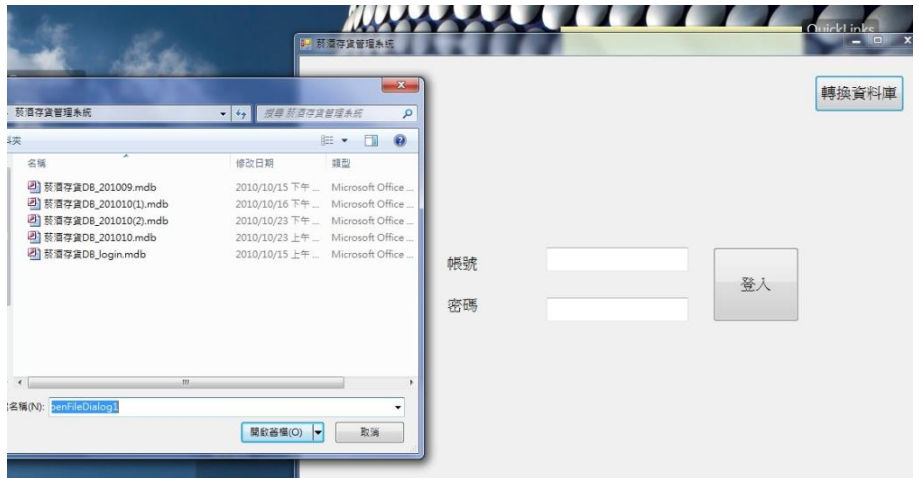 QuickLinks
菸酒存貨管理系統
轉換資料庫
菸酒存貨管理系統
搜尋 菸酒存貨管理系統
名稱 修改日期 類型
菸酒存貨DB_201009.mdb 2010/10/15 下午 ... Microsoft Office ...
菸酒存貨DB_201010(1).mdb 2010/10/16 下午 ... Microsoft Office ...
菸酒存貨DB_201010(2).mdb 2010/10/23 下午 ... Microsoft Office ...
菸酒存貨DB_201010.mdb 2010/10/23 上午 ... Microsoft Office ...
菸酒存貨DB_login.mdb 2010/10/15 上午 ... Microsoft Office ...
帳號
密碼
登入
名稱(N): penFileDialog1
開啟舊檔(O) 取消